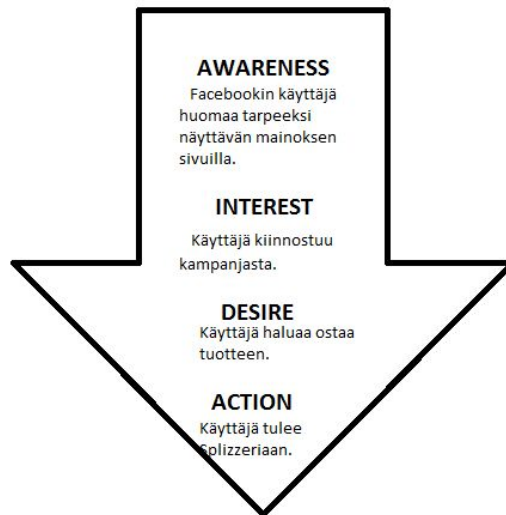 AWARENESS
Facebookin käyttäjä
huomaa tarpeeksi
näyttävän mainoksen
sivuilla.
INTEREST
Käyttäjä kiinnostuu
kampanjasta.
DESIRE
Käyttäjä haluaa ostaa
tuotteen.
ACTION
Käyttäjä tulee
Splizzeriaan.